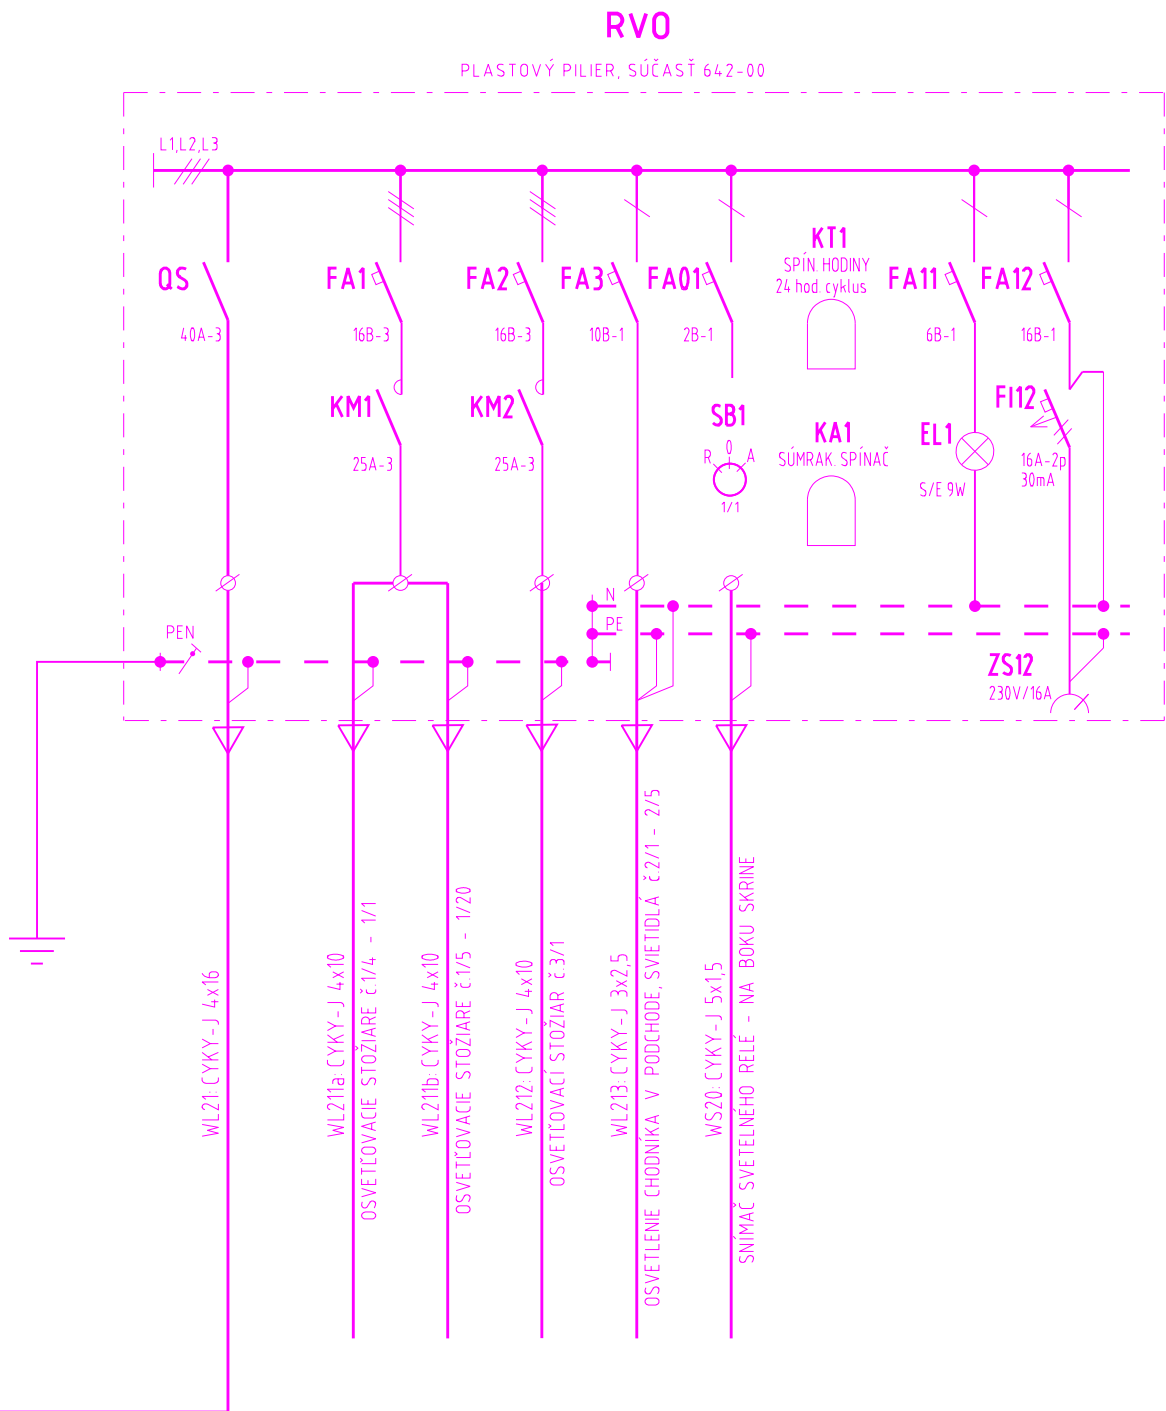 RVO
PLASTOVÝ PILIER, SÚČASŤ 642-00
L1,L2,L3
QS
40A-3
FA1
16B-3
KM1
25A-3
FA2
16B-3
KM2
25A-3
FA3
10B-1
FA01
2B-1
SB1
R 0 A
1/1
KT1
SPÍN. HODINY
24 hod. cyklus
KA1
SÚMRAK. SPÍNAČ
FA11
6B-1
EL1
S/E 9W
FA12
16B-1
FI12
16A-2p
30mA
N
PE
PEN
ZS12
230V/16A
WL21: CYKY-J 4x16
WL211a: CYKY-J 4x10
OSVETĽOVACIE STOŽIARE č.1/4 - 1/1
WL211b: CYKY-J 4x10
OSVETĽOVACIE STOŽIARE č.1/5 - 1/20
WL212: CYKY-J 4x10
OSVETĽOVACÍ STOŽIAR č.3/1
WL213: CYKY-J 3x2,5
OSVETLENIE CHODNÍKA V PODCHODE, SVIETIDLÁ č.2/1 - 2/5
WS20: CYKY-J 5x1,5
SNÍMAČ SVETELNÉHO RELÉ - NA BOKU SKRINE